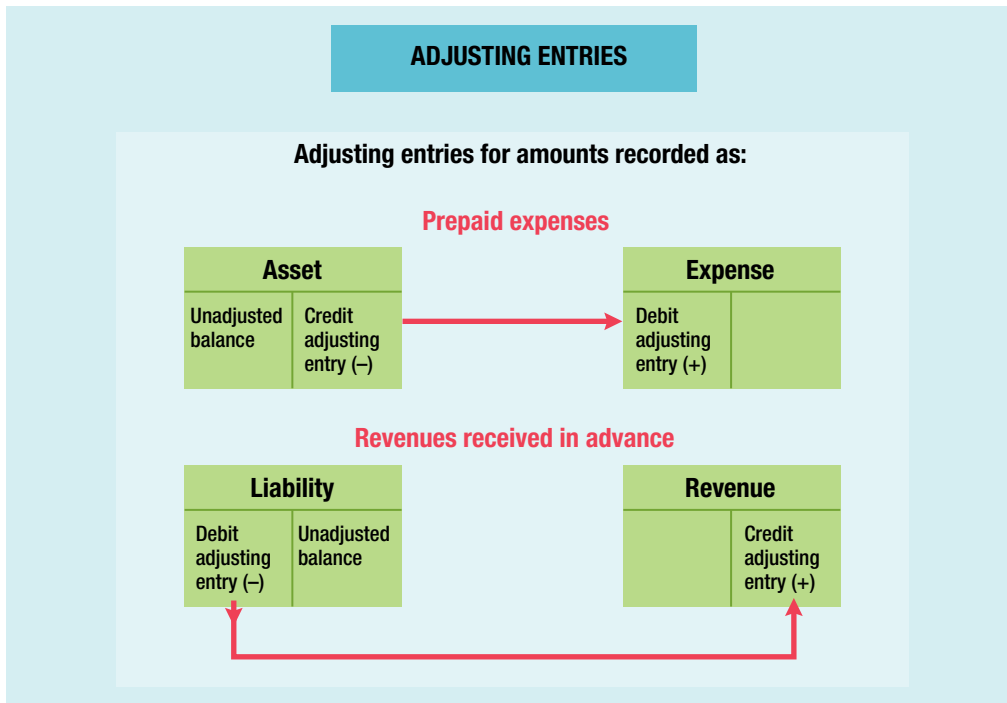 ADJUSTING ENTRIES
Adjusting entries for amounts recorded as:
Prepaid expenses
Asset
Unadjusted
balance
Credit
adjusting
entry (–)
Expense
Debit
adjusting
entry (+)
Revenues received in advance
Liability
Debit
adjusting
entry (–)
Unadjusted
balance
Revenue
Credit
adjusting
entry (+)